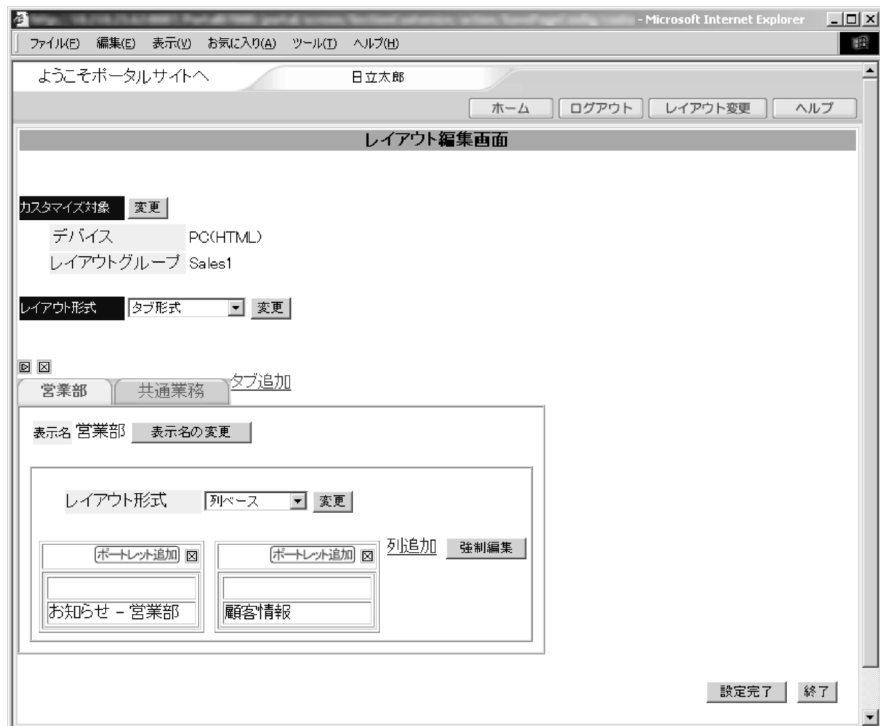 - Microsoft Internet Explorer
ファイル(F) 編集(E) 表示(V) お気に入り(A) ツール(T) ヘルプ(H)
ようこそポータルサイトへ 日立太郎
ホーム ログアウト レイアウト変更 ヘルプ
レイアウト編集画面
カスタマイズ対象 変更
デバイス PC(HTML)
レイアウトグループ Sales1
レイアウト形式 タブ形式 変更
営業部 共通業務 タブ追加
表示名 営業部 表示名の変更
レイアウト形式 列ベース 変更
ポートレット追加 ポートレット追加 列追加 強制編集
お知らせ - 営業部 顧客情報
設定完了 終了